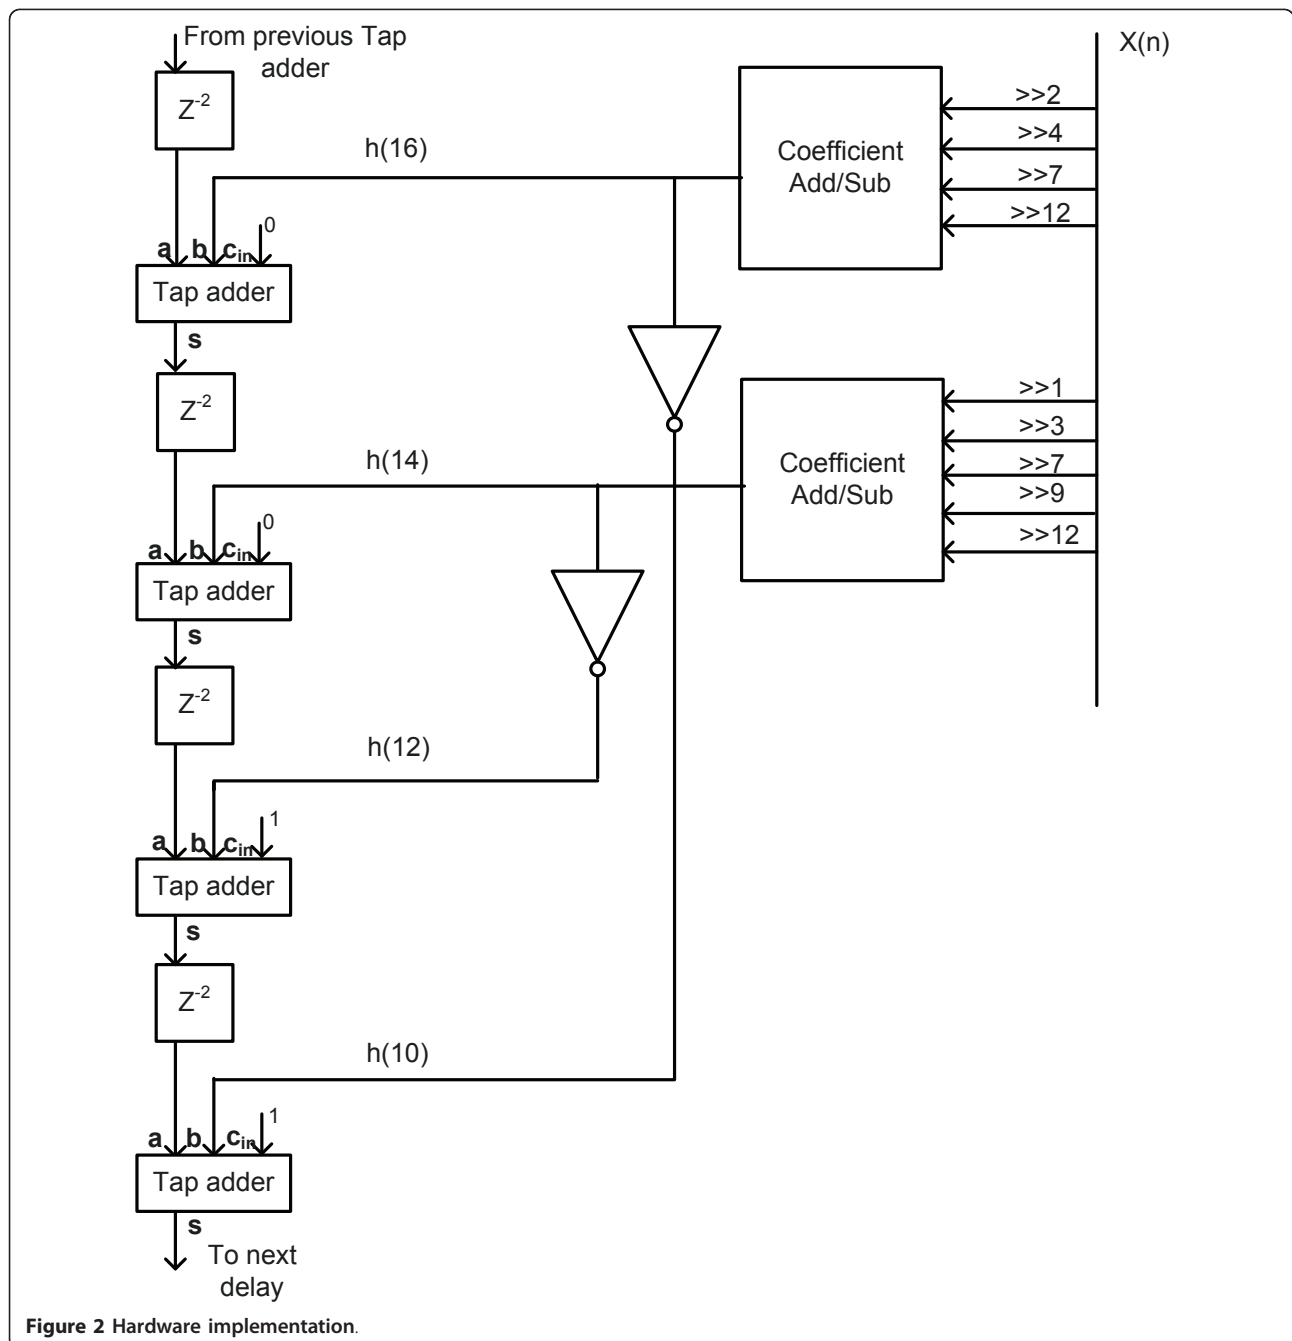 From previous Tap
adder
X(n)
Z-2
>>2
>>4
>>7
>>12
Coefficient
Add/Sub
h(16)
0
a b cin
Tap adder
s
Z-2
>>1
>>3
>>7
>>9
>>12
Coefficient
Add/Sub
h(14)
0
a b cin
Tap adder
s
Z-2
h(12)
1
a b cin
Tap adder
s
Z-2
h(10)
1
a b cin
Tap adder
s
To next
delay
Figure 2 Hardware implementation.